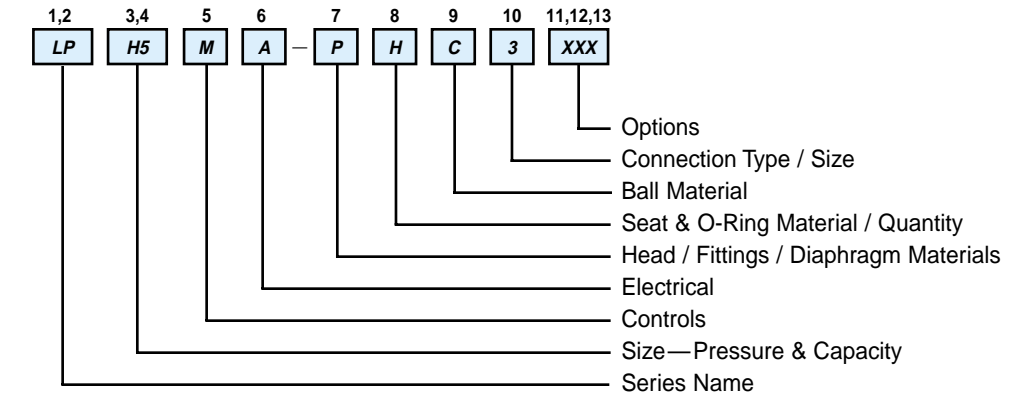 1,2 3,4 5 6 7 8 9 10 11,12,13
LP H5 M A – P H C 3 XXX
Options
Connection Type / Size
Ball Material
Seat & O-Ring Material / Quantity
Head / Fittings / Diaphragm Materials
Electrical
Controls
Size—Pressure & Capacity
Series Name